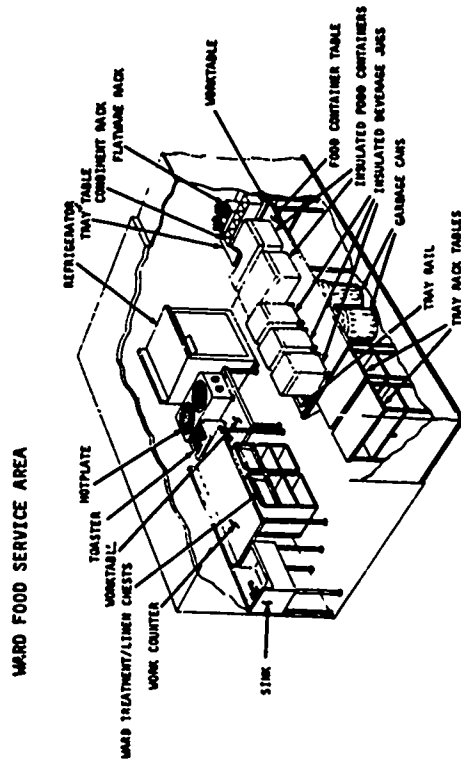 WARD FOOD SERVICE AREA
REFRIGERATOR
TRAY TABLE
CONDIMENT RACK
FLATWARE RACK
WORKTABLE
FOOD CONTAINER TABLE
INSULATED FOOD CONTAINERS
INSULATED BEVERAGE JUGS
GARBAGE CANS
TRAY RAIL
TRAY RACK TABLES
HOTPLATE
TOASTER
WORKTABLE
WARD TREATMENT/LINEN CHESTS
WORK COUNTER
SINK